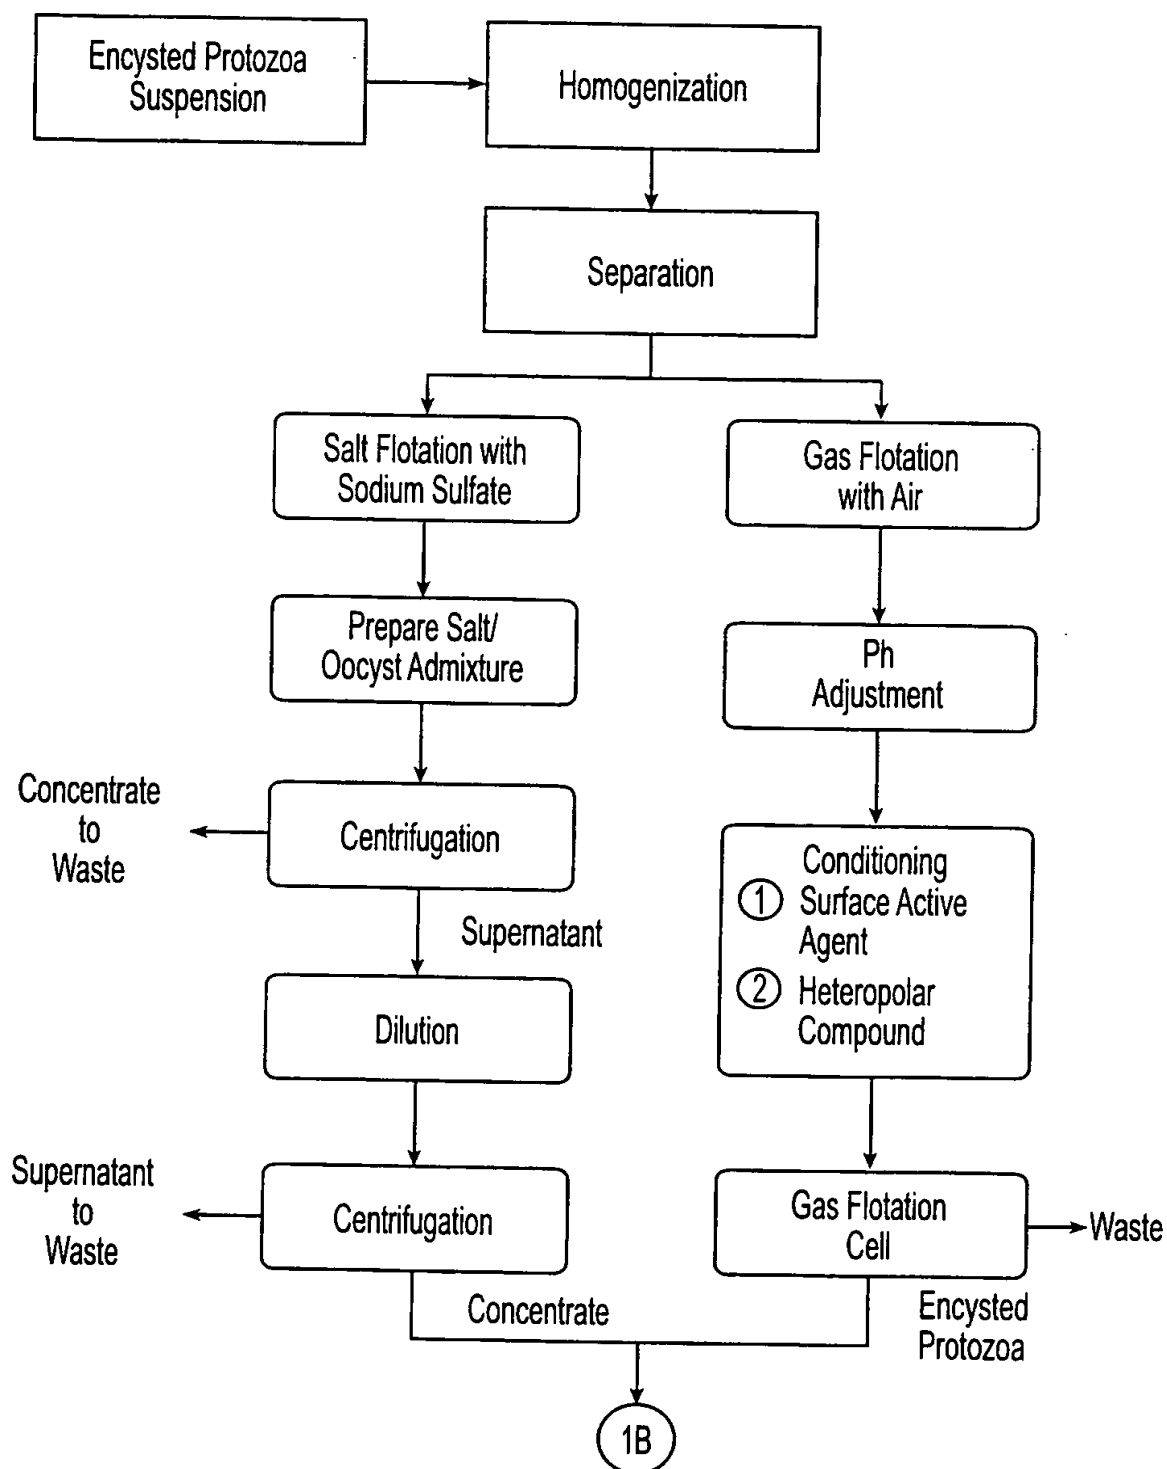 Encysted Protozoa
Suspension
Homogenization
Separation
Salt Flotation with
Sodium Sulfate
Gas Flotation
with Air
Prepare Salt/
Oocyst Admixture
Ph
Adjustment
Concentrate
to
Waste
Centrifugation
Supernatant
Conditioning
1 Surface Active
Agent
2 Heteropolar
Compound
Dilution
Supernatant
to
Waste
Centrifugation
Gas Flotation
Cell
Waste
Concentrate
Encysted
Protozoa
1B